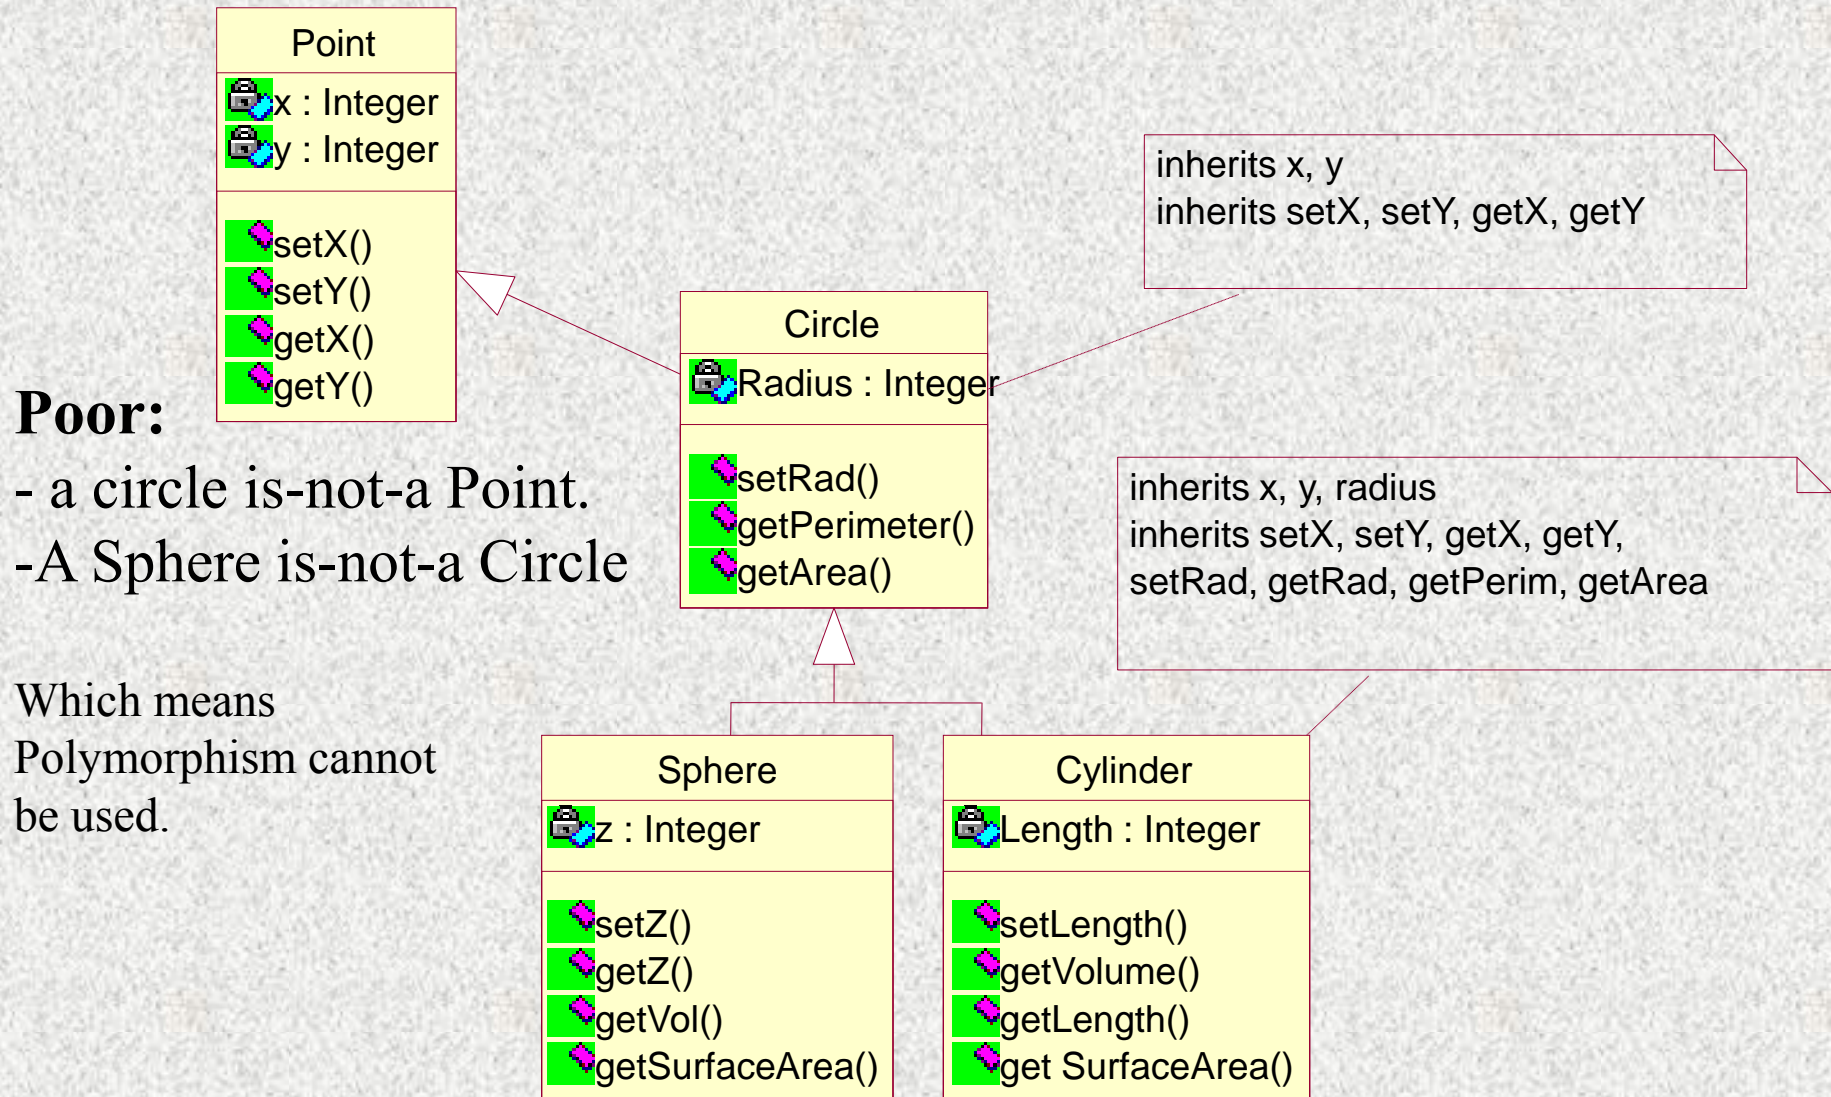 Point
x : Integer
y : Integer
setX()
setY()
getX()
getY()
inherits x, y
inherits setX, setY, getX, getY
Circle
Radius : Integer
setRad()
getPerimeter()
getArea()
Poor:
- a circle is-not-a Point.
-A Sphere is-not-a Circle
Which means
Polymorphism cannot
be used.
inherits x, y, radius
inherits setX, setY, getX, getY,
setRad, getRad, getPerim, getArea
Sphere
z : Integer
setZ()
getZ()
getVol()
getSurfaceArea()
Cylinder
Length : Integer
setLength()
getVolume()
getLength()
get SurfaceArea()